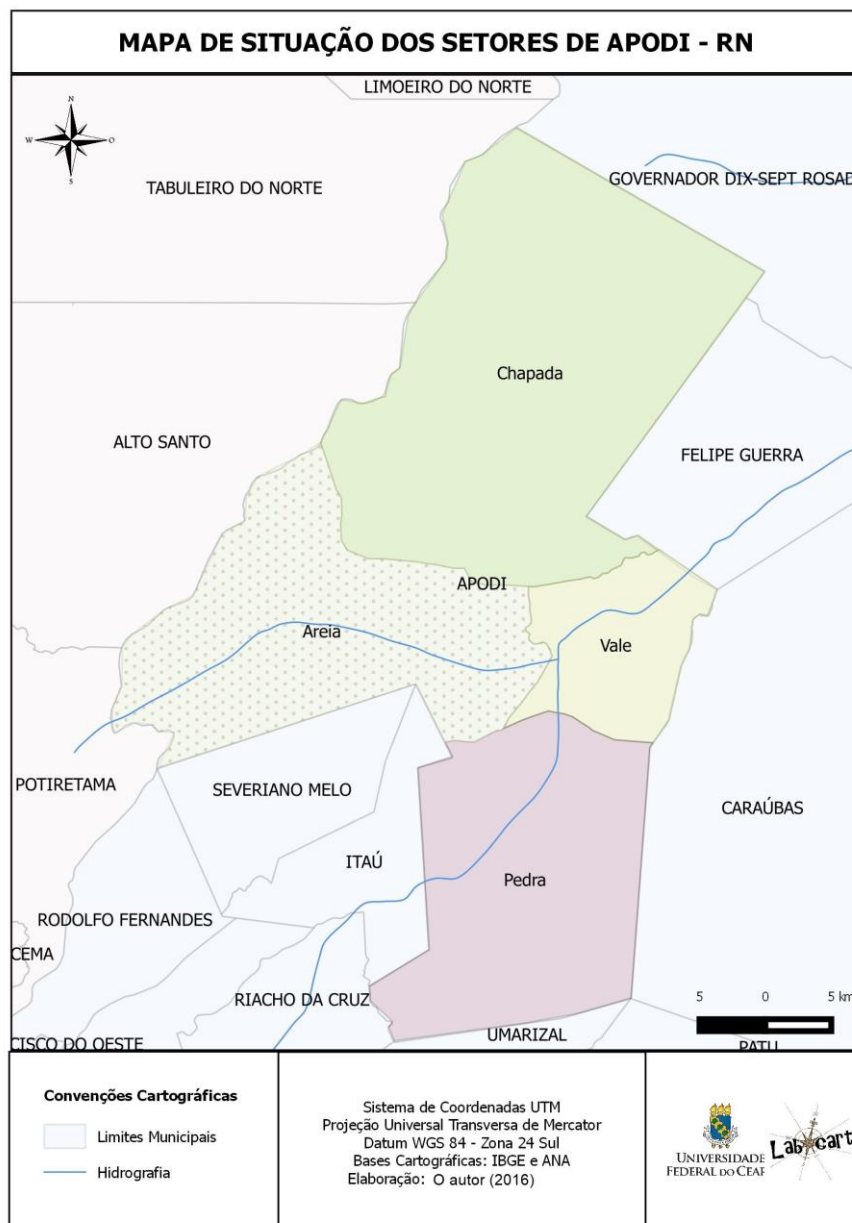 MAPA DE SITUAÇÃO DOS SETORES DE APODI - RN
LIMOEIRO DO NORTE
N
W
O
S
TABULEIRO DO NORTE
GOVERNADOR DIX-SEPT ROSAD
Chapada
ALTO SANTO
FELIPE GUERRA
APODI
Areia
Vale
POTIRETAMA
SEVERIANO MELO
CARAÚBAS
ITAÚ
Pedra
RODOLFO FERNANDES
CEMA
RIACHO DA CRUZ
5 0 5 km
UMARIZAL
CISCO DO OESTE
PATU
Convenções Cartográficas
Limites Municipais
Hidrografia
Sistema de Coordenadas UTM
Projeção Universal Transversa de Mercator
Datum WGS 84 - Zona 24 Sul
Bases Cartográficas: IBGE e ANA
Elaboração: O autor (2016)
UNIVERSIDADE
FEDERAL DO CEAR
Labocart